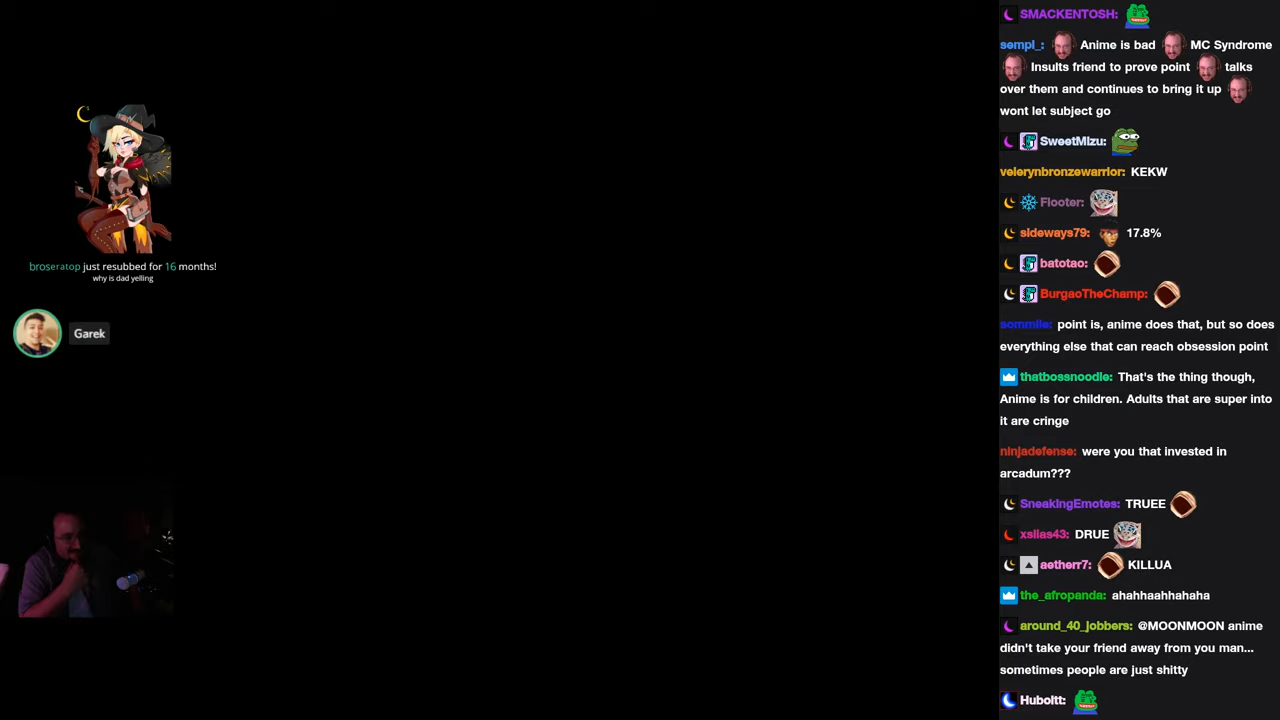 broseratop just resubbed for 16 months!
why is dad yelling
Garek
SMACKENTOSH:
sempl_: Anime is bad MC Syndrome
Insults friend to prove point talks
over them and continues to bring it up
wont let subject go
SweetMizu:
velerynbronzewarrior: KEKW
Flooter:
sideways79: 17.8%
batotao:
BurgaoTheChamp:
sommile: point is, anime does that, but so does
everything else that can reach obsession point
thatbossnoodle: That's the thing though,
Anime is for children. Adults that are super into
it are cringe
ninjadefense: were you that invested in
arcadum???
SneakingEmotes: TRUEE
xsilas43: DRUE
aetherr7: KILLUA
the_afropanda: ahahhaahhahaha
around_40_jobbers: @MOONMOON anime
didn't take your friend away from you man...
sometimes people are just shitty
Huboltt: